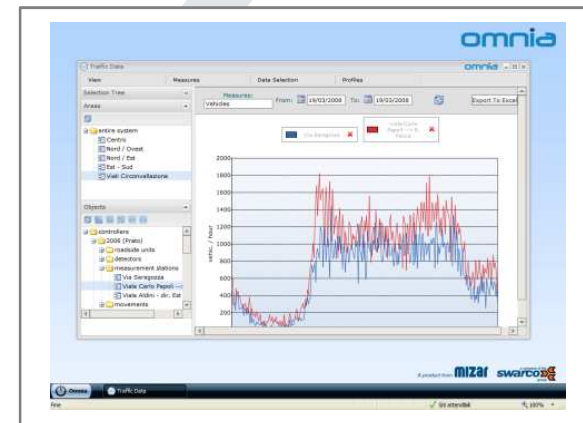 omnia
Traffic Data
omnia
View Measures Data Selection Profiles
Selection Tree
Areas
entire system
Centro
Nord / Ovest
Nord / Est
Est - Sud
Viali Circonvallazione
Objects
controllers
2008 (Prato)
roadside units
detectors
measurement stations
Via Saragozza
Viale Carlo Pepoli
Viale Aldini - dir. Est
movements
Measures:
Vehicles
From: 19/03/2008 To: 19/03/2008
Export To Excel
Via Saragozza
2000
1800
1600
1400
1200
1000
800
600
400
200
vehic. / hour
A product from MIZAR swarco
Omnia Traffic Data
Fine
Siti attendibili
100%